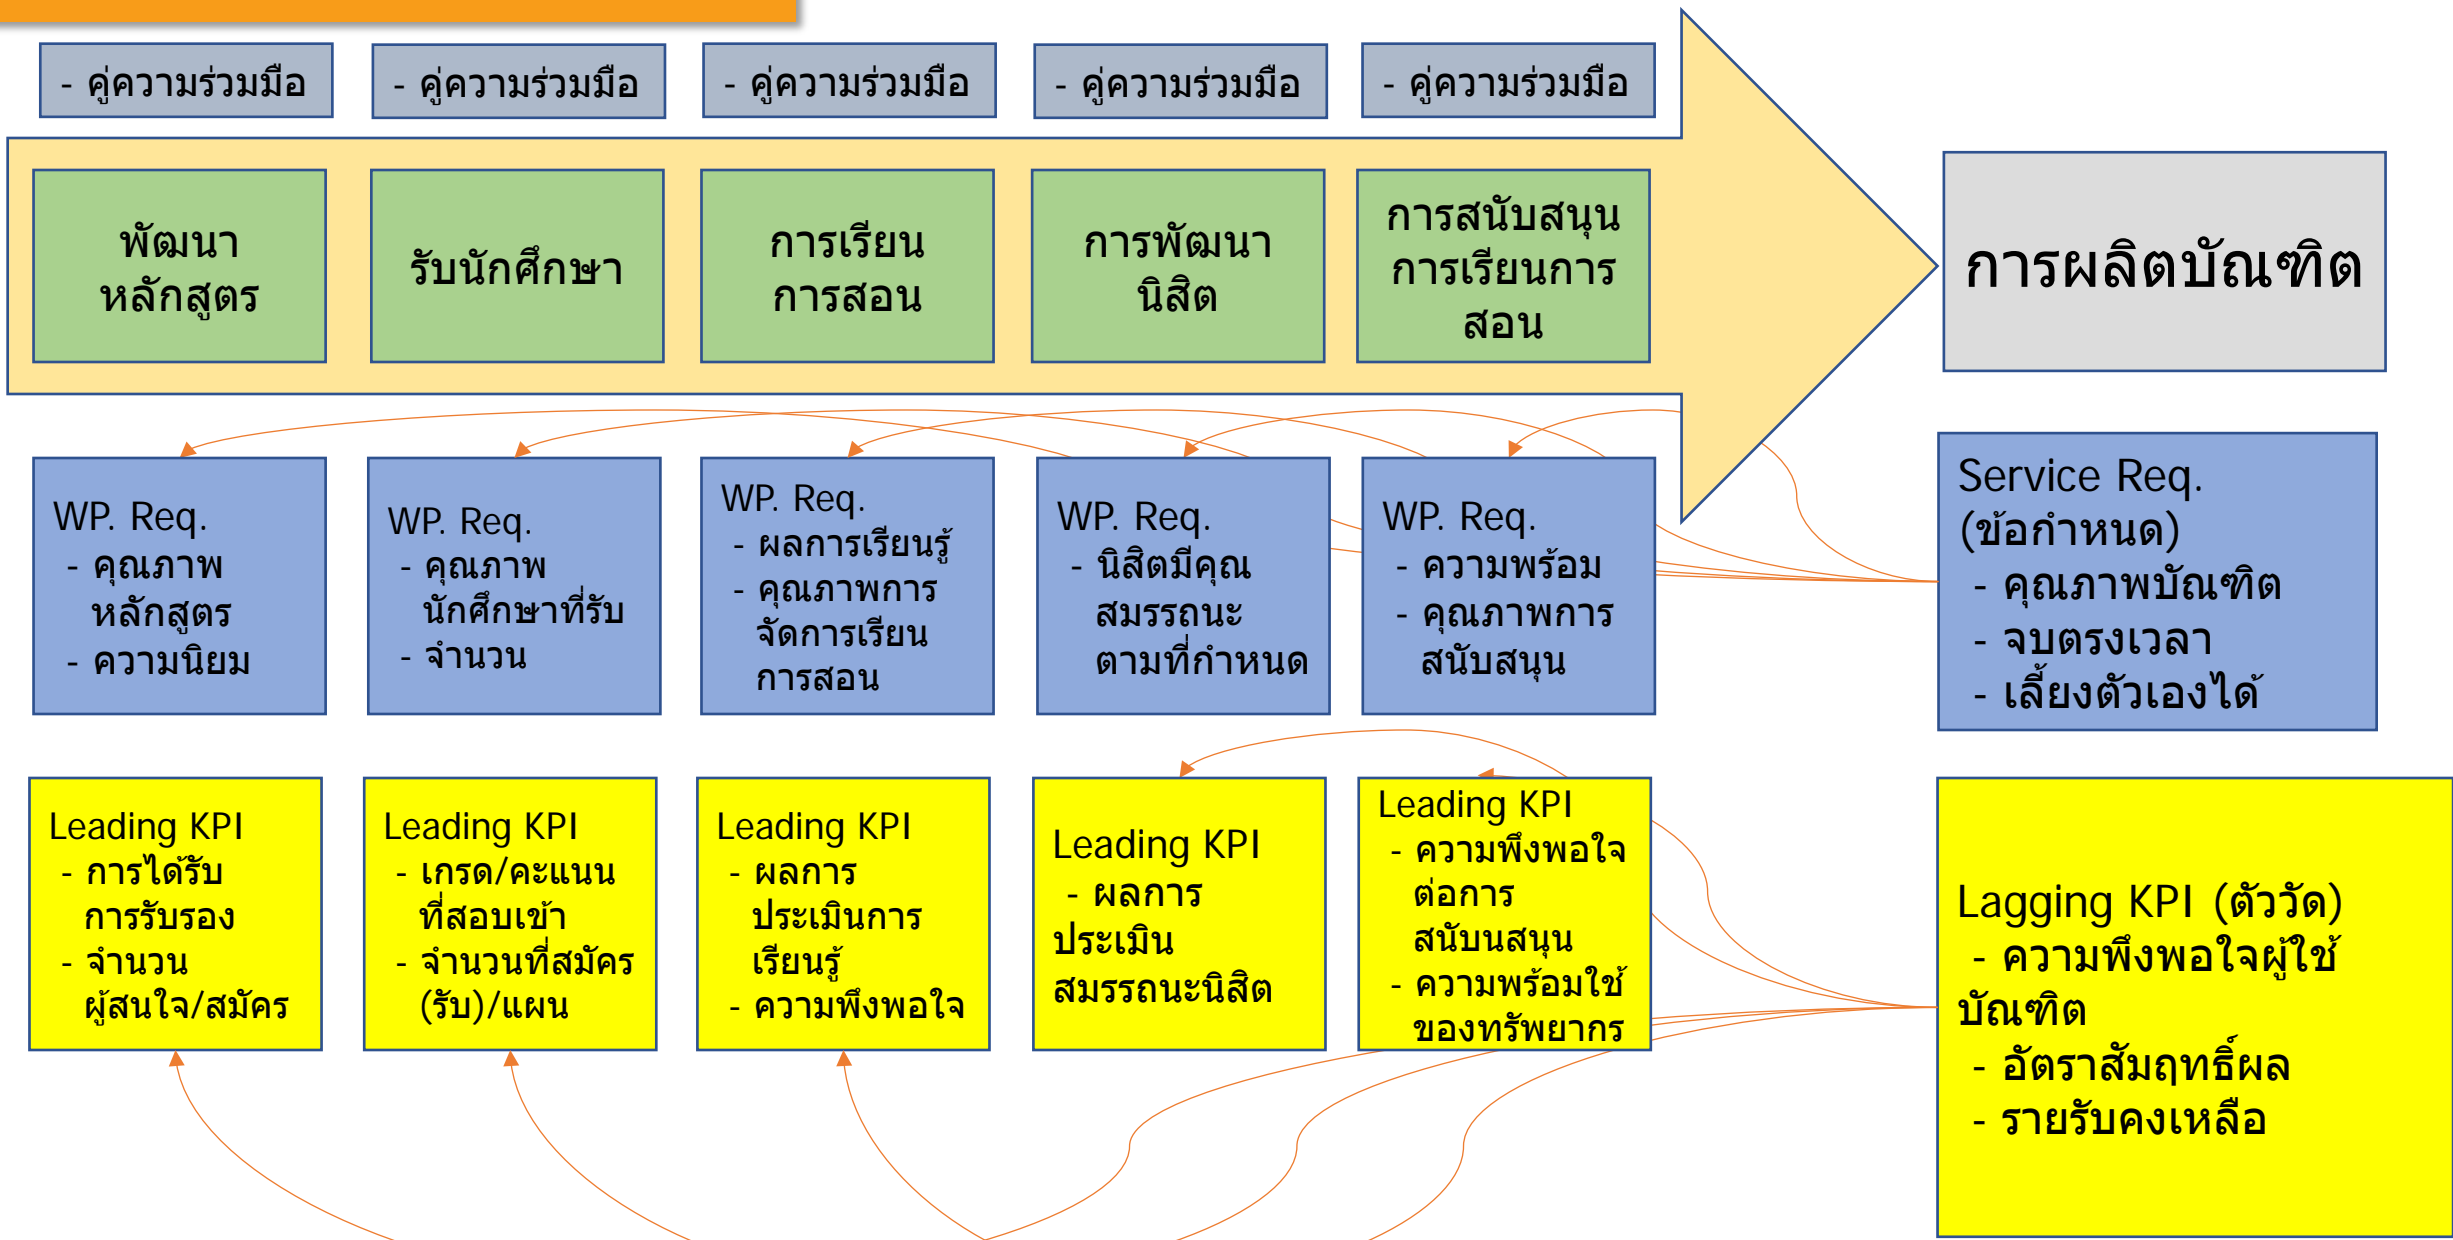 - คู่ความร่วมมือ
- คู่ความร่วมมือ
- คู่ความร่วมมือ
- คู่ความร่วมมือ
- คู่ความร่วมมือ
พัฒนา
หลักสูตร
รับนักศึกษา
การเรียน
การสอน
การพัฒนา
นิสิต
การสนับสนุน
การเรียนการ
สอน
การผลิตบัณฑิต
WP. Req.
- คุณภาพ
หลักสูตร
- ความนิยม
WP. Req.
- คุณภาพ
นักศึกษาที่รับ
- จำนวน
WP. Req.
- ผลการเรียนรู้
- คุณภาพการ
จัดการเรียน
การสอน
WP. Req.
- นิสิตมีคุณ
สมรรถนะ
ตามที่กำหนด
WP. Req.
- ความพร้อม
- คุณภาพการ
สนับสนุน
Service Req.
(ข้อกำหนด)
- คุณภาพบัณฑิต
- จบตรงเวลา
- เลี้ยงตัวเองได้
Leading KPI
- การได้รับ
การรับรอง
- จำนวน
ผู้สนใจ/สมัคร
Leading KPI
- เกรด/คะแนน
ที่สอบเข้า
- จำนวนที่สมัคร
(รับ)/แผน
Leading KPI
- ผลการ
ประเมินการ
เรียนรู้
- ความพึงพอใจ
Leading KPI
- ผลการ
ประเมิน
สมรรถนะนิสิต
Leading KPI
- ความพึงพอใจ
ต่อการ
สนับนสนุน
- ความพร้อมใช้
ของทรัพยากร
Lagging KPI (ตัววัด)
- ความพึงพอใจผู้ใช้
บัณฑิต
- อัตราสัมฤทธิ์ผล
- รายรับคงเหลือ